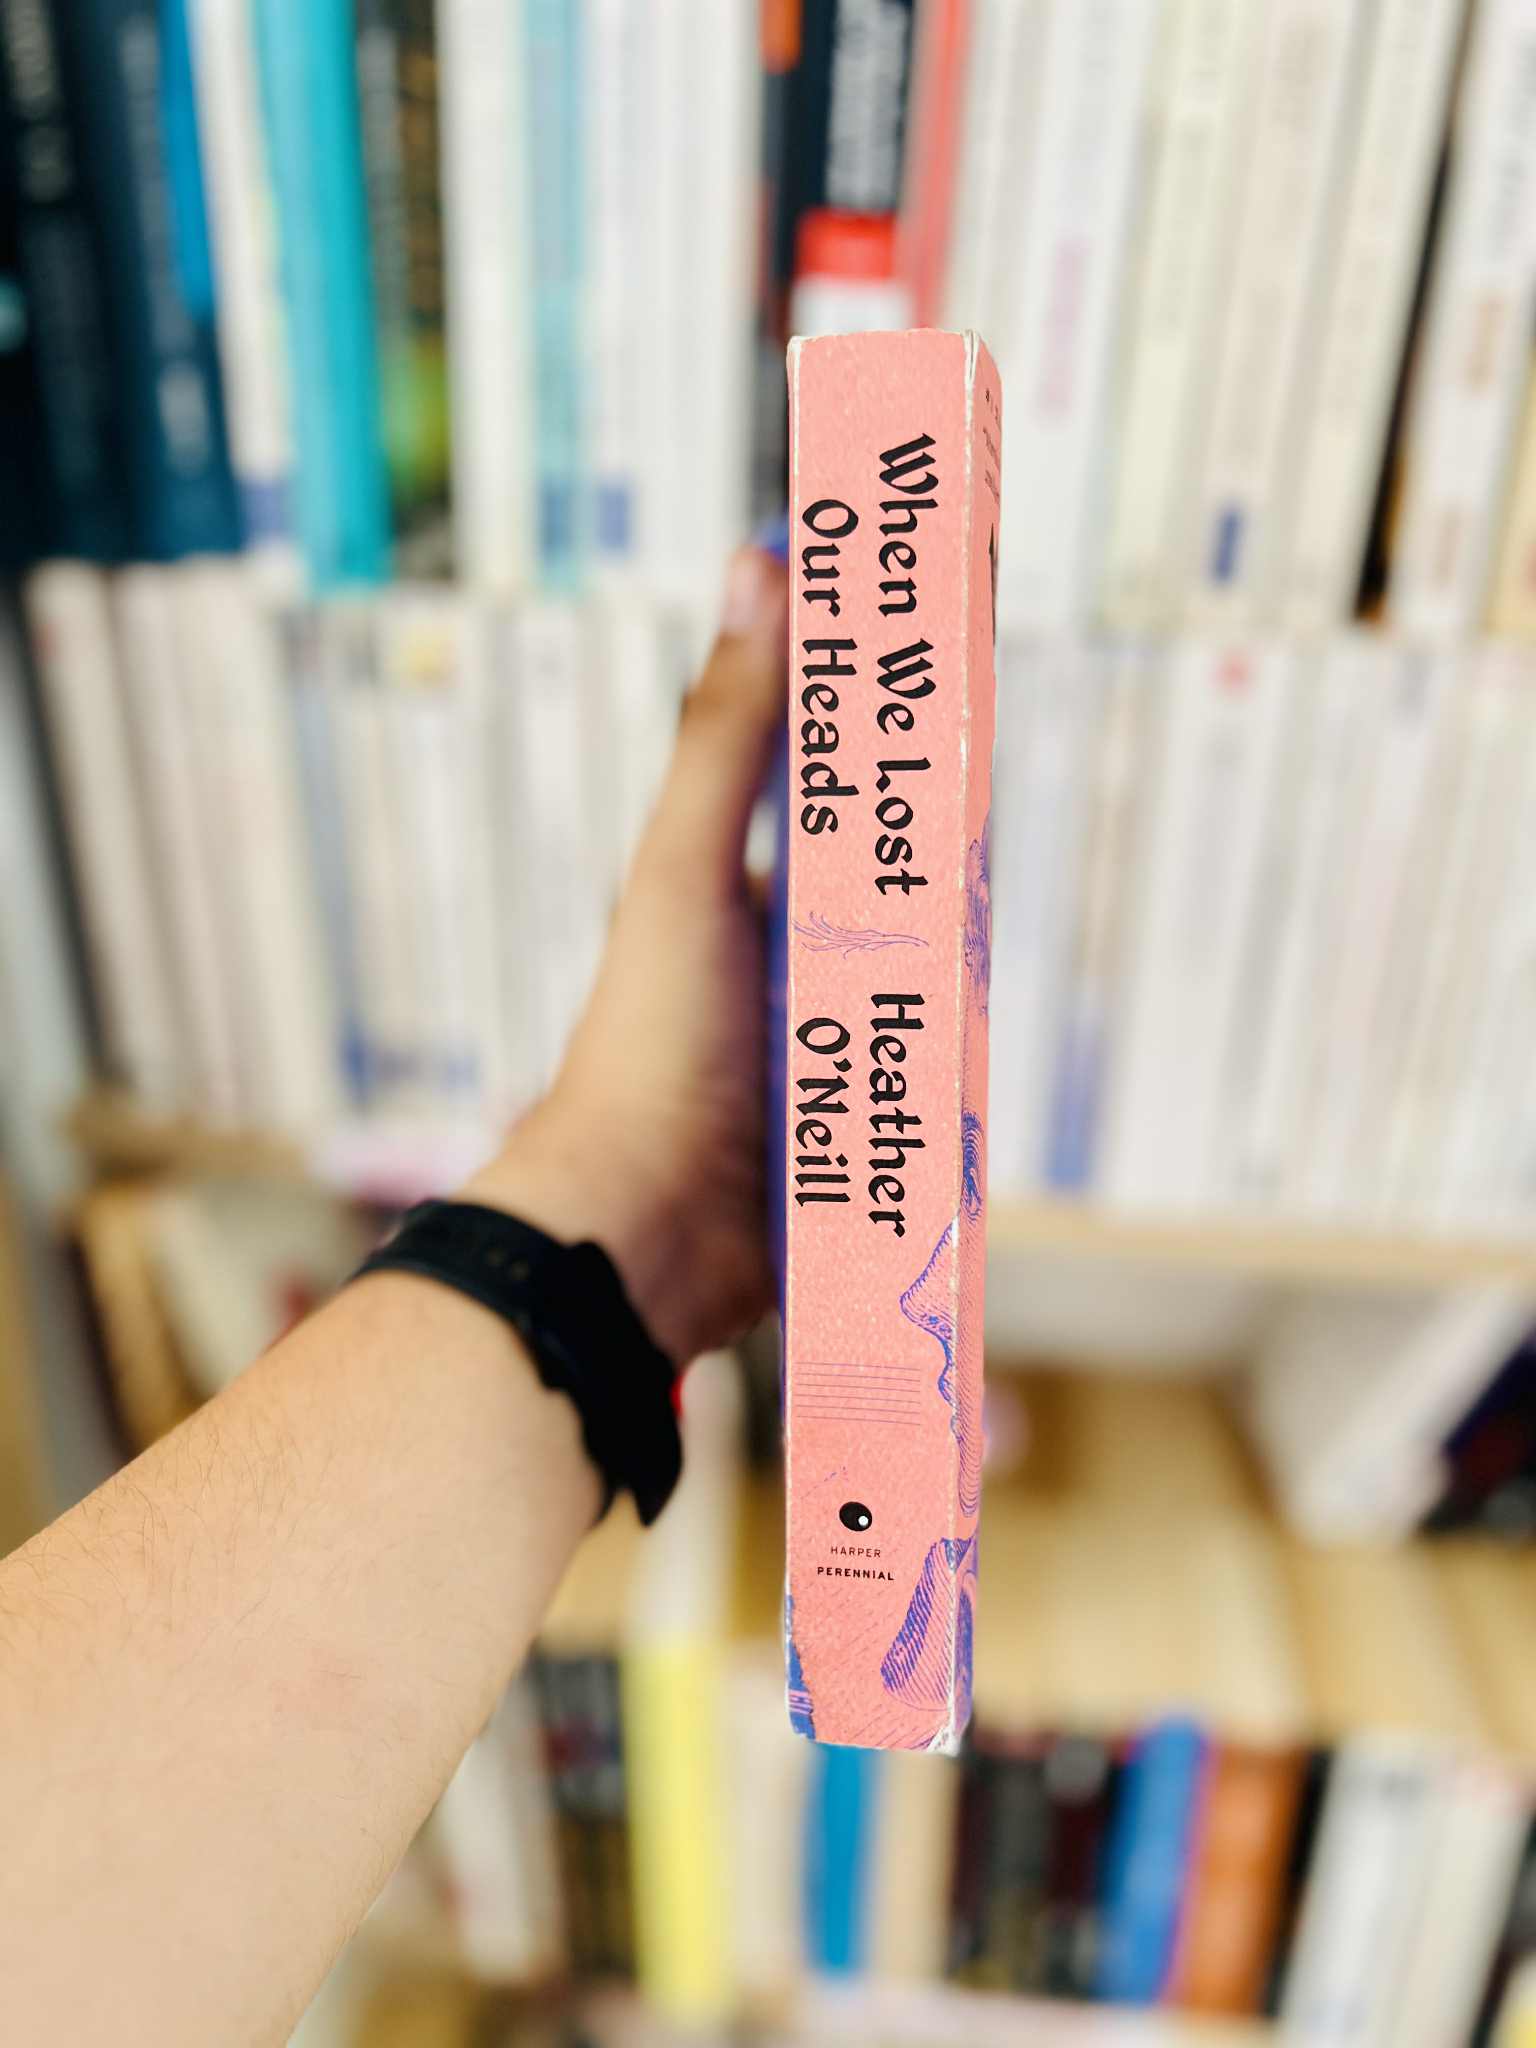 When We Lost
Our Heads
Heather
O'Neill
HARPER
PERENNIAL